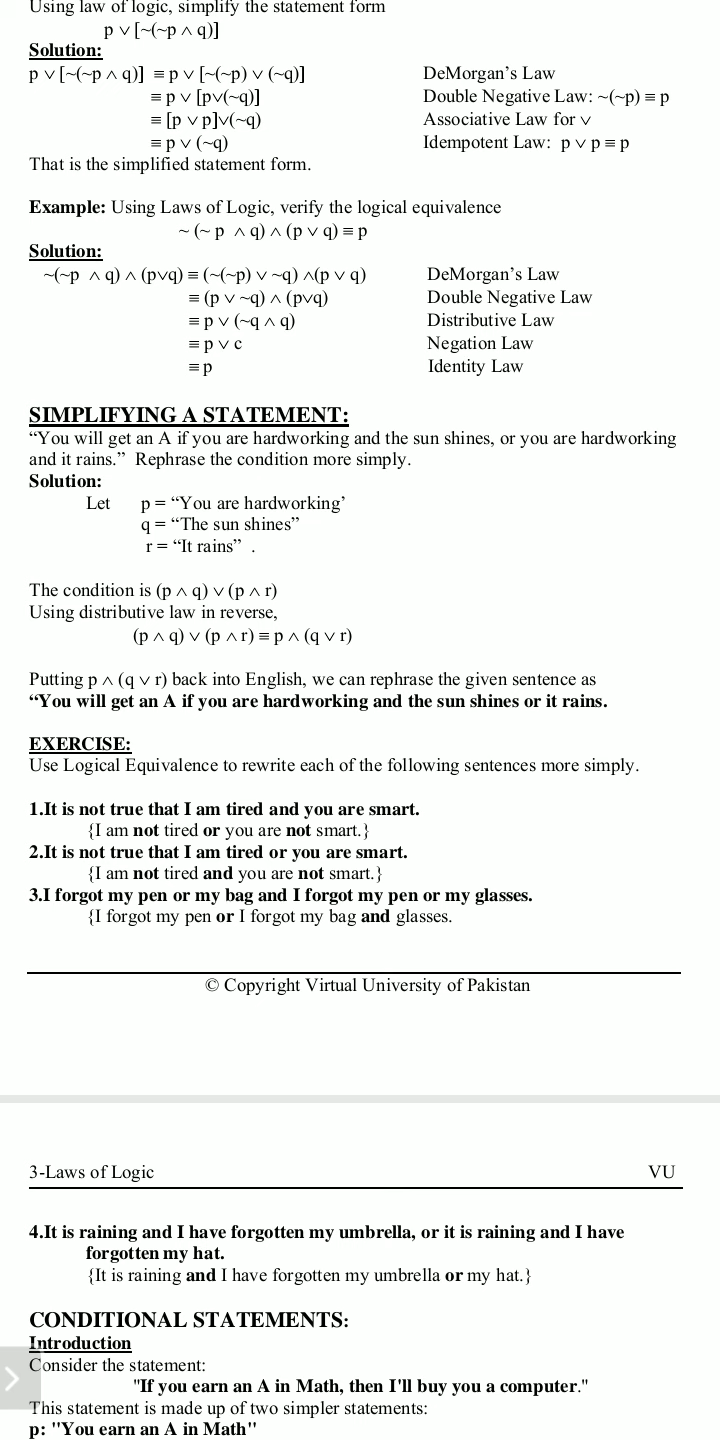 Using law of logic, simplify the statement form
p ∨ [~(~p ∧ q)]
Solution:
p ∨ [~(~p ∧ q)] ≡ p ∨ [~(~p) ∨ (~q)] DeMorgan’s Law
≡ p ∨ [p∨(~q)] Double Negative Law: ~(~p) ≡ p
≡ [p ∨ p]∨(~q) Associative Law for ∨
≡ p ∨ (~q) Idempotent Law: p ∨ p ≡ p
That is the simplified statement form.
Example: Using Laws of Logic, verify the logical equivalence
~ (~ p ∧ q) ∧ (p ∨ q) ≡ p
Solution:
~(~p ∧ q) ∧ (p∨q) ≡ (~(~p) ∨ ~q) ∧(p ∨ q) DeMorgan’s Law
≡ (p ∨ ~q) ∧ (p∨q) Double Negative Law
≡ p ∨ (~q ∧ q) Distributive Law
≡ p ∨ c Negation Law
≡ p Identity Law
SIMPLIFYING A STATEMENT:
“You will get an A if you are hardworking and the sun shines, or you are hardworking
and it rains.” Rephrase the condition more simply.
Solution:
Let p = “You are hardworking’
q = “The sun shines”
r = “It rains” .
The condition is (p ∧ q) ∨ (p ∧ r)
Using distributive law in reverse,
(p ∧ q) ∨ (p ∧ r) ≡ p ∧ (q ∨ r)
Putting p ∧ (q ∨ r) back into English, we can rephrase the given sentence as
“You will get an A if you are hardworking and the sun shines or it rains.
EXERCISE:
Use Logical Equivalence to rewrite each of the following sentences more simply.
1.It is not true that I am tired and you are smart.
{I am not tired or you are not smart.}
2.It is not true that I am tired or you are smart.
{I am not tired and you are not smart.}
3.I forgot my pen or my bag and I forgot my pen or my glasses.
{I forgot my pen or I forgot my bag and glasses.
© Copyright Virtual University of Pakistan
3-Laws of Logic VU
4.It is raining and I have forgotten my umbrella, or it is raining and I have
forgotten my hat.
{It is raining and I have forgotten my umbrella or my hat.}
CONDITIONAL STATEMENTS:
Introduction
Consider the statement:
"If you earn an A in Math, then I'll buy you a computer."
This statement is made up of two simpler statements:
p: "You earn an A in Math"